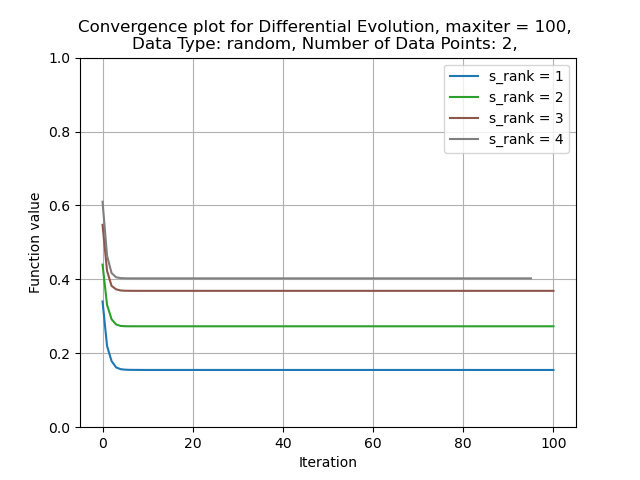 Convergence plot for Differential Evolution, maxiter = 100,
Data Type: random, Number of Data Points: 2,
s_rank = 1
s_rank = 2
s_rank = 3
s_rank = 4
Function value
1.0
0.8
0.6
0.4
0.2
0.0
0 20 40 60 80 100
Iteration